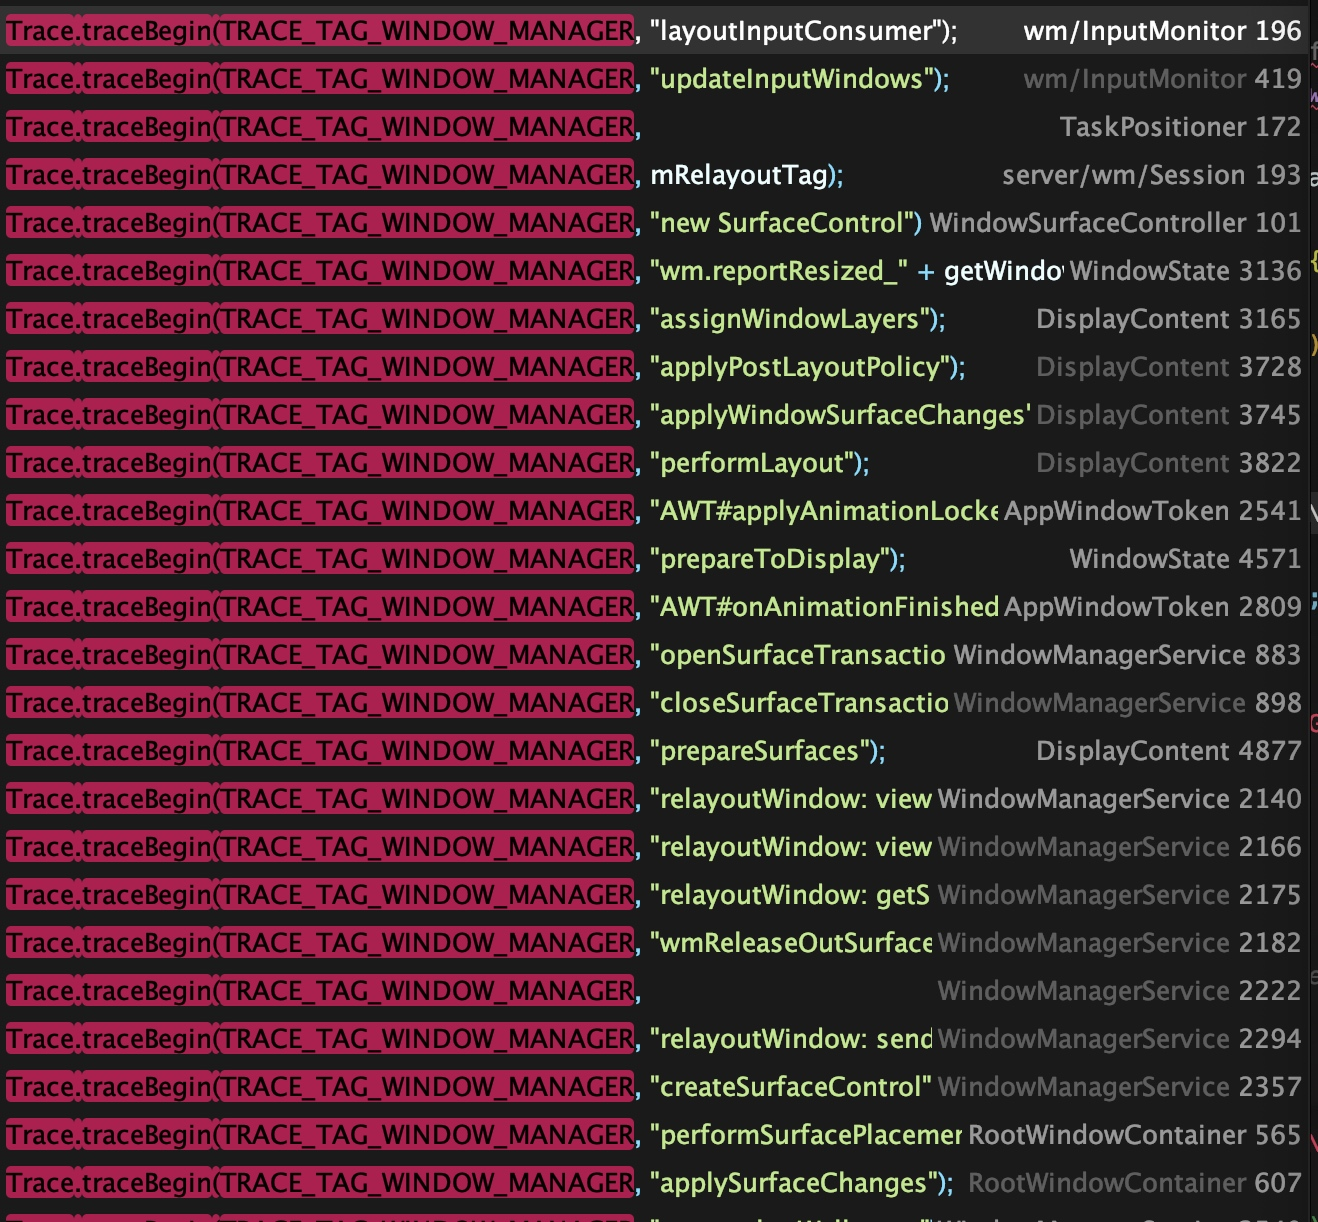 Trace.traceBegin(TRACE_TAG_WINDOW_MANAGER, "layoutInputConsumer"); wm/InputMonitor 196
Trace.traceBegin(TRACE_TAG_WINDOW_MANAGER, "updateInputWindows"); wm/InputMonitor 419
Trace.traceBegin(TRACE_TAG_WINDOW_MANAGER, TaskPositioner 172
Trace.traceBegin(TRACE_TAG_WINDOW_MANAGER, mRelayoutTag); server/wm/Session 193
Trace.traceBegin(TRACE_TAG_WINDOW_MANAGER, "new SurfaceControl") WindowSurfaceController 101
Trace.traceBegin(TRACE_TAG_WINDOW_MANAGER, "wm.reportResized_" + getWindo WindowState 3136
Trace.traceBegin(TRACE_TAG_WINDOW_MANAGER, "assignWindowLayers"); DisplayContent 3165
Trace.traceBegin(TRACE_TAG_WINDOW_MANAGER, "applyPostLayoutPolicy"); DisplayContent 3728
Trace.traceBegin(TRACE_TAG_WINDOW_MANAGER, "applyWindowSurfaceChanges" DisplayContent 3745
Trace.traceBegin(TRACE_TAG_WINDOW_MANAGER, "performLayout"); DisplayContent 3822
Trace.traceBegin(TRACE_TAG_WINDOW_MANAGER, "AWT#applyAnimationLocke AppWindowToken 2541
Trace.traceBegin(TRACE_TAG_WINDOW_MANAGER, "prepareToDisplay"); WindowState 4571
Trace.traceBegin(TRACE_TAG_WINDOW_MANAGER, "AWT#onAnimationFinished AppWindowToken 2809
Trace.traceBegin(TRACE_TAG_WINDOW_MANAGER, "openSurfaceTransactio WindowManagerService 883
Trace.traceBegin(TRACE_TAG_WINDOW_MANAGER, "closeSurfaceTransactio WindowManagerService 898
Trace.traceBegin(TRACE_TAG_WINDOW_MANAGER, "prepareSurfaces"); DisplayContent 4877
Trace.traceBegin(TRACE_TAG_WINDOW_MANAGER, "relayoutWindow: view WindowManagerService 2140
Trace.traceBegin(TRACE_TAG_WINDOW_MANAGER, "relayoutWindow: view WindowManagerService 2166
Trace.traceBegin(TRACE_TAG_WINDOW_MANAGER, "relayoutWindow: getS WindowManagerService 2175
Trace.traceBegin(TRACE_TAG_WINDOW_MANAGER, "wmReleaseOutSurface WindowManagerService 2182
Trace.traceBegin(TRACE_TAG_WINDOW_MANAGER, WindowManagerService 2222
Trace.traceBegin(TRACE_TAG_WINDOW_MANAGER, "relayoutWindow: send WindowManagerService 2294
Trace.traceBegin(TRACE_TAG_WINDOW_MANAGER, "createSurfaceControl" WindowManagerService 2357
Trace.traceBegin(TRACE_TAG_WINDOW_MANAGER, "performSurfacePlacemer RootWindowContainer 565
Trace.traceBegin(TRACE_TAG_WINDOW_MANAGER, "applySurfaceChanges"); RootWindowContainer 607